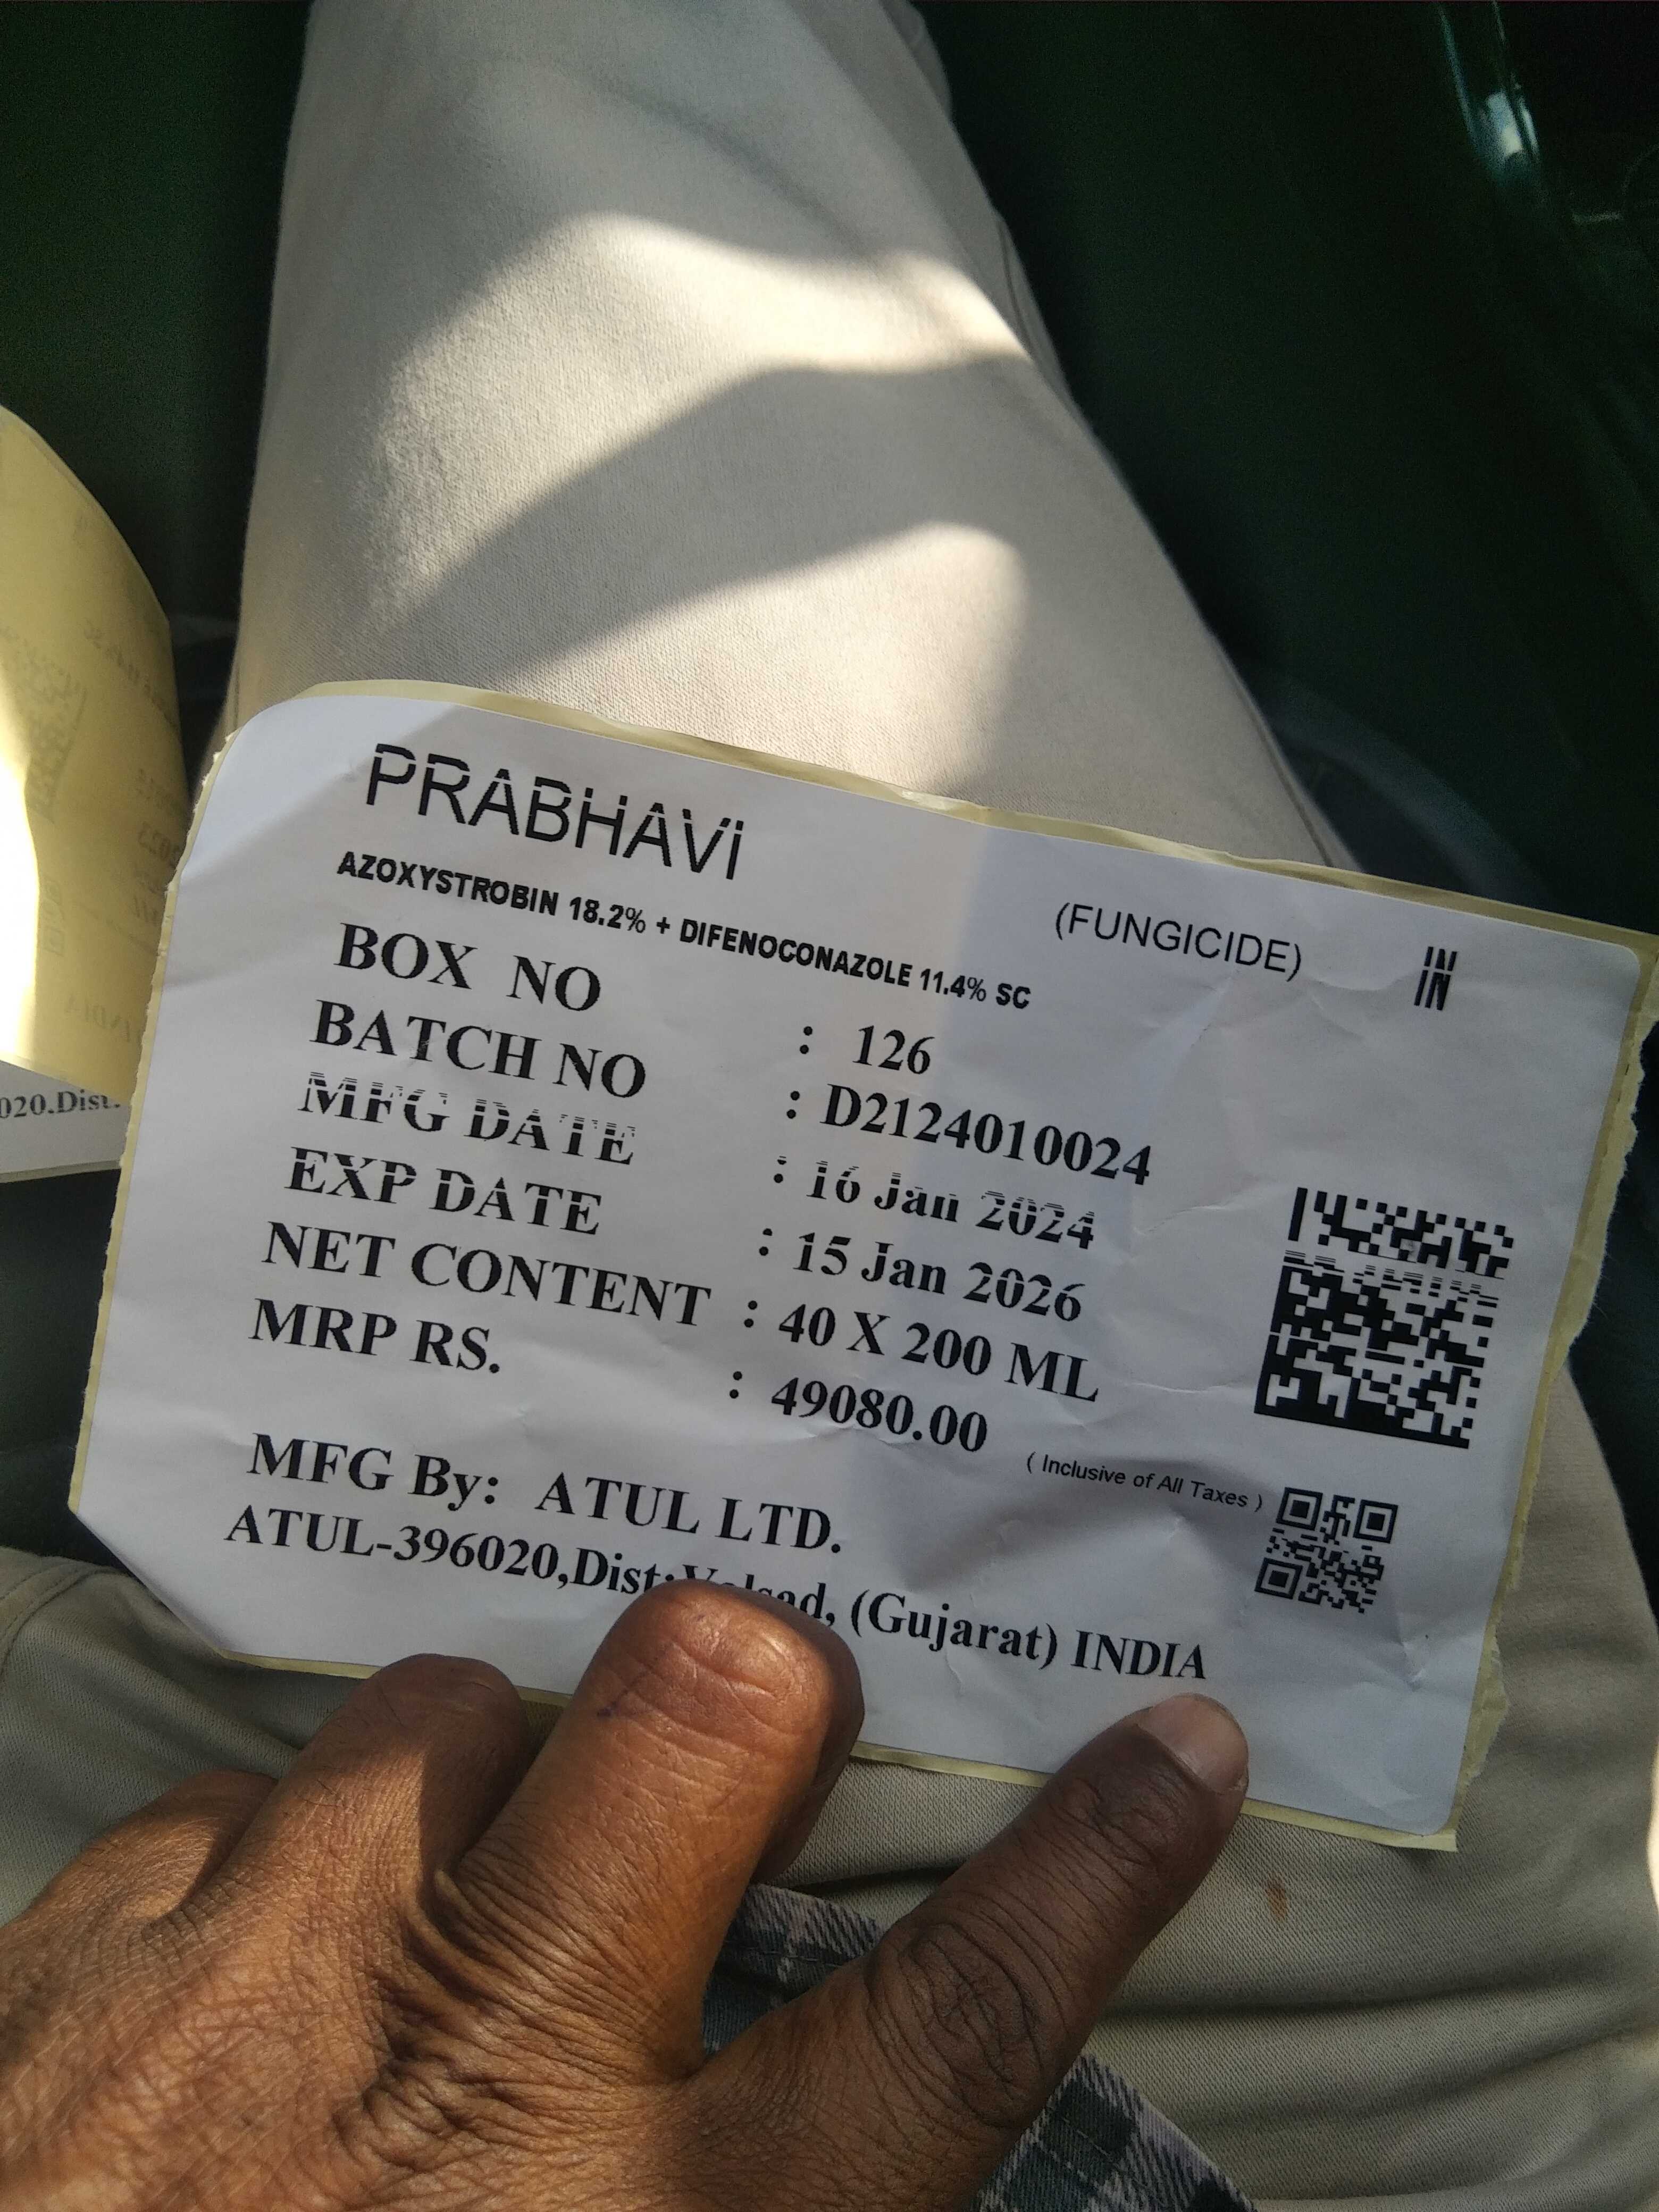 PRABHAVI
AZOXYSTROBIN 18.2% + DIFENOCONAZOLE 11.4% SC
(FUNGICIDE)
IN
BOX NO : 126
BATCH NO : D2124010024
MFG DATE : 16 Jan 2024
EXP DATE : 15 Jan 2026
NET CONTENT : 40 X 200 ML
MRP RS. : 49080.00
( Inclusive of All Taxes )
MFG By: ATUL LTD.
ATUL-396020,Dist: (Gujarat) INDIA
020.Dist.